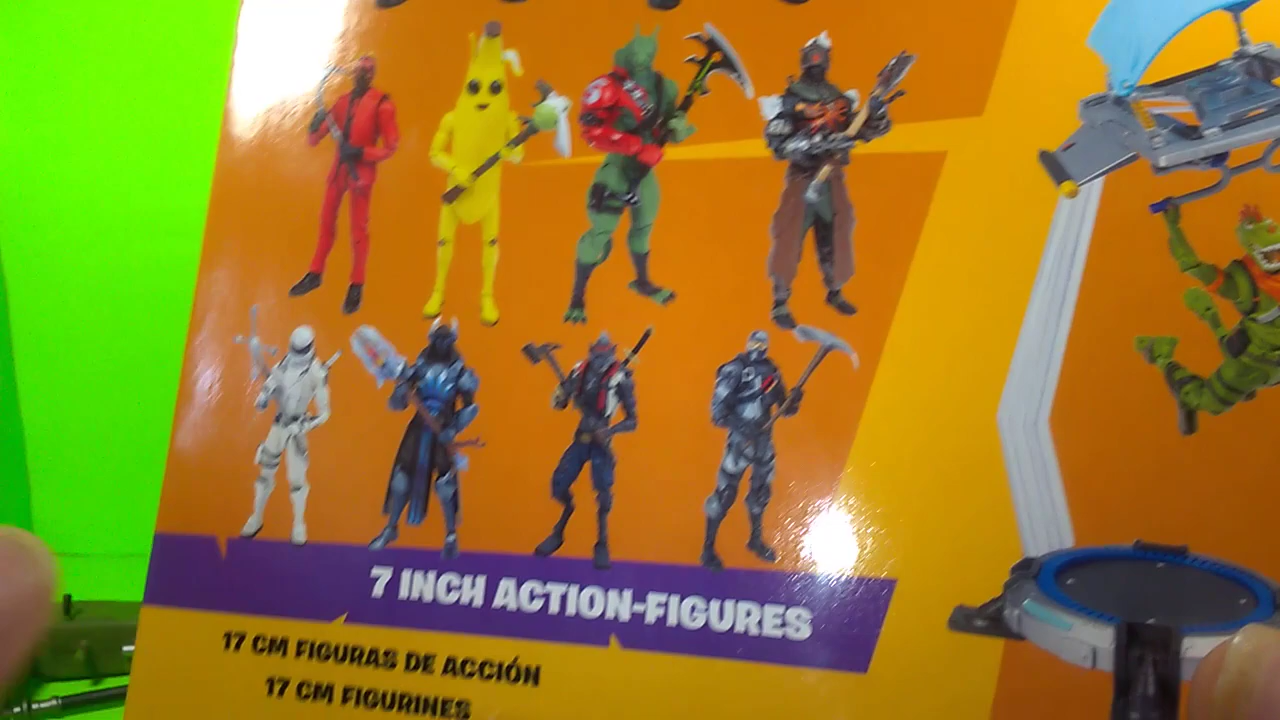 7 INCH ACTION-FIGURES
17 CM FIGURAS DE ACCIÓN
17 CM FIGURINES